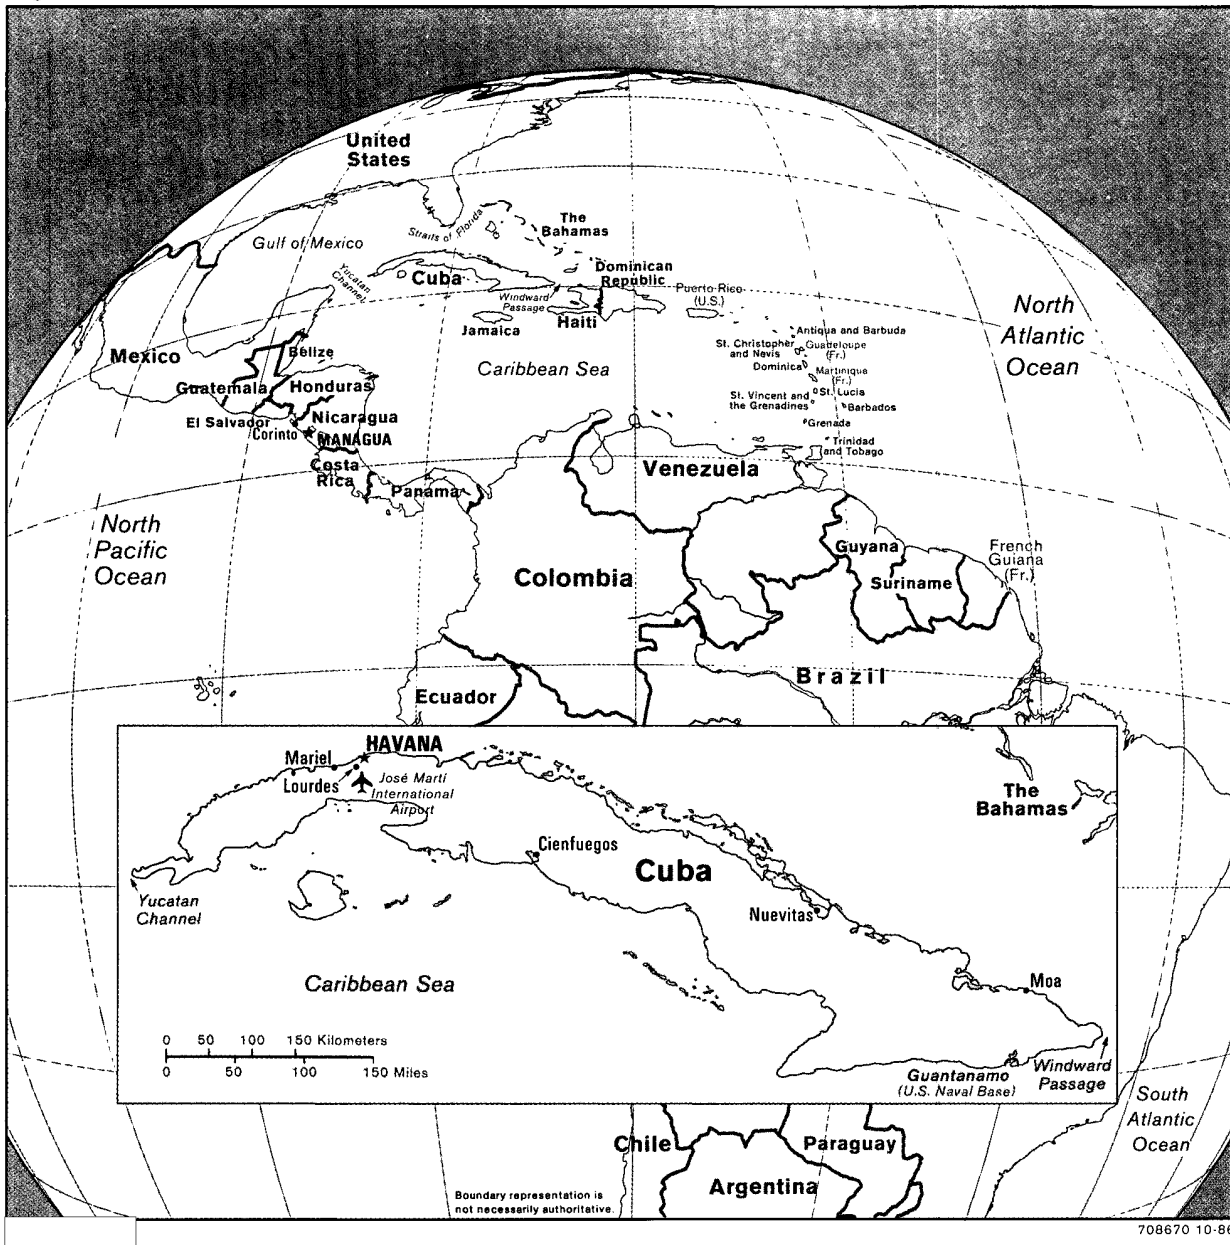 United
States
Gulf of Mexico
Straits of Florida
The
Bahamas
Yucatan
Channel
Cuba
Windward
Passage
Dominican
Republic
Puerto Rico
(U.S.)
Jamaica
Haiti
North
Atlantic
Ocean
Mexico
Belize
Caribbean Sea
Antigua and Barbuda
St. Christopher
and Nevis
Guadeloupe
(Fr.)
Dominica
Martinique
(Fr.)
St. Lucia
St. Vincent and
the Grenadines
Barbados
Grenada
Trinidad
and Tobago
Guatemala
Honduras
El Salvador
Nicaragua
Corinto
MANAGUA
Costa
Rica
Panama
Venezuela
North
Pacific
Ocean
Colombia
Guyana
Suriname
French
Guiana
(Fr.)
Ecuador
Brazil
HAVANA
Mariel
Lourdes
José Martí
International
Airport
The
Bahamas
Cienfuegos
Cuba
Yucatan
Channel
Nuevitas
Caribbean Sea
Moa
0 50 100 150 Kilometers
0 50 100 150 Miles
Guantanamo
(U.S. Naval Base)
Windward
Passage
South
Atlantic
Ocean
Chile
Paraguay
Argentina
Boundary representation is
not necessarily authoritative.
708670 10-86